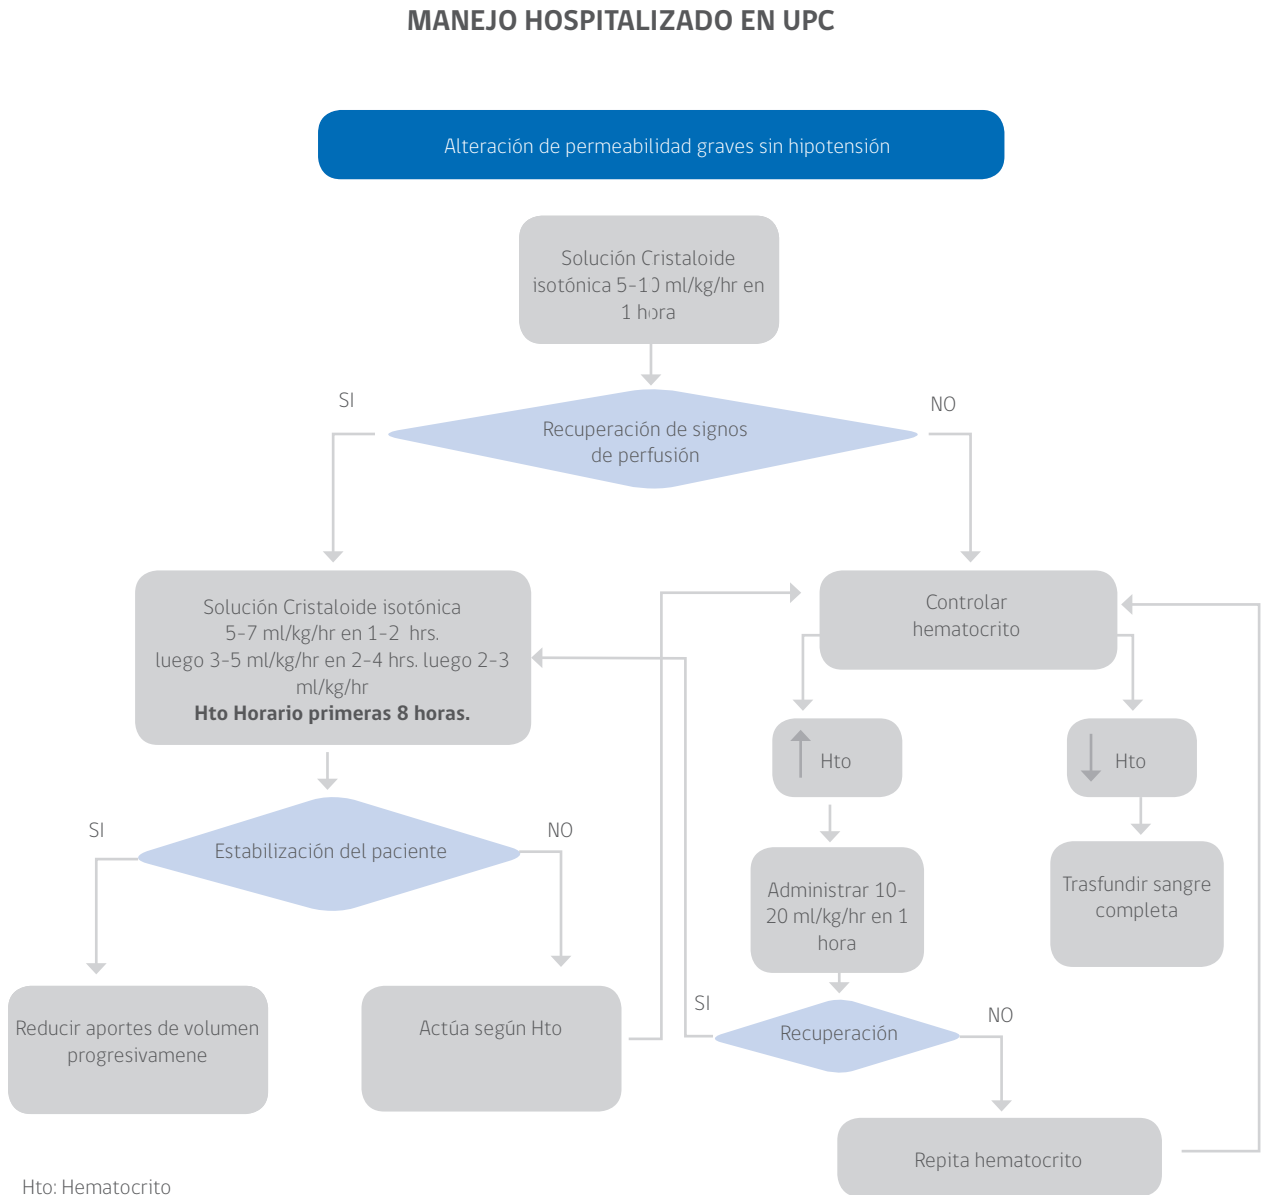 MANEJO HOSPITALIZADO EN UPC
Alteración de permeabilidad graves sin hipotensión
Solución Cristaloide
isotónica 5-10 ml/kg/hr en
1 hora
SI
NO
Recuperación de signos
de perfusión
Solución Cristaloide isotónica
5-7 ml/kg/hr en 1-2 hrs.
luego 3-5 ml/kg/hr en 2-4 hrs. luego 2-3
ml/kg/hr
Hto Horario primeras 8 horas.
Controlar
hematocrito
Hto
Hto
SI
NO
Estabilización del paciente
Administrar 10-
20 ml/kg/hr en 1
hora
Trasfundir sangre
completa
Reducir aportes de volumen
progresivamene
Actúa según Hto
SI
NO
Recuperación
Repita hematocrito
Hto: Hematocrito